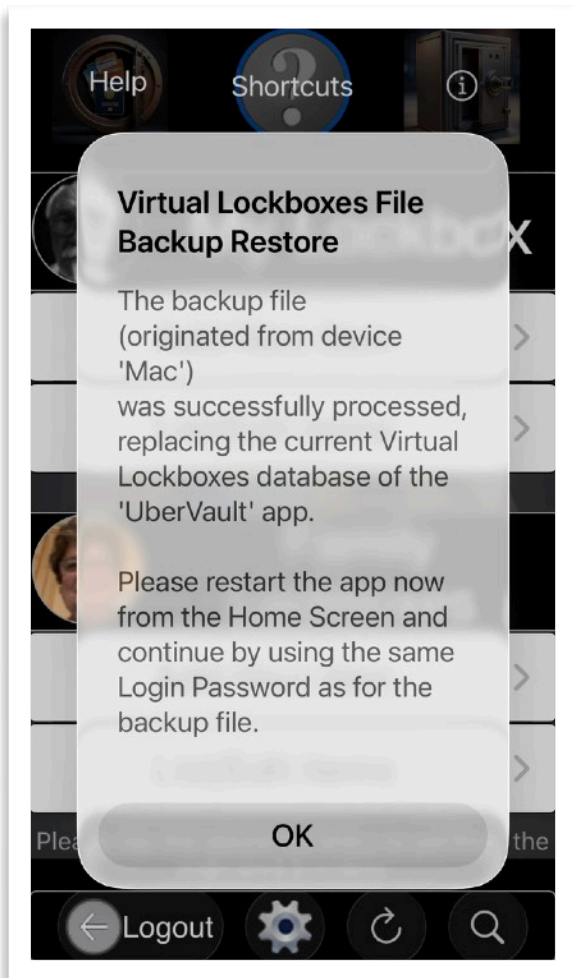 Help
Shortcuts
Virtual Lockboxes File
Backup Restore
The backup file
(originated from device
'Mac')
was successfully processed,
replacing the current Virtual
Lockboxes database of the
'UberVault' app.
Please restart the app now
from the Home Screen and
continue by using the same
Login Password as for the
backup file.
OK
the
Logout